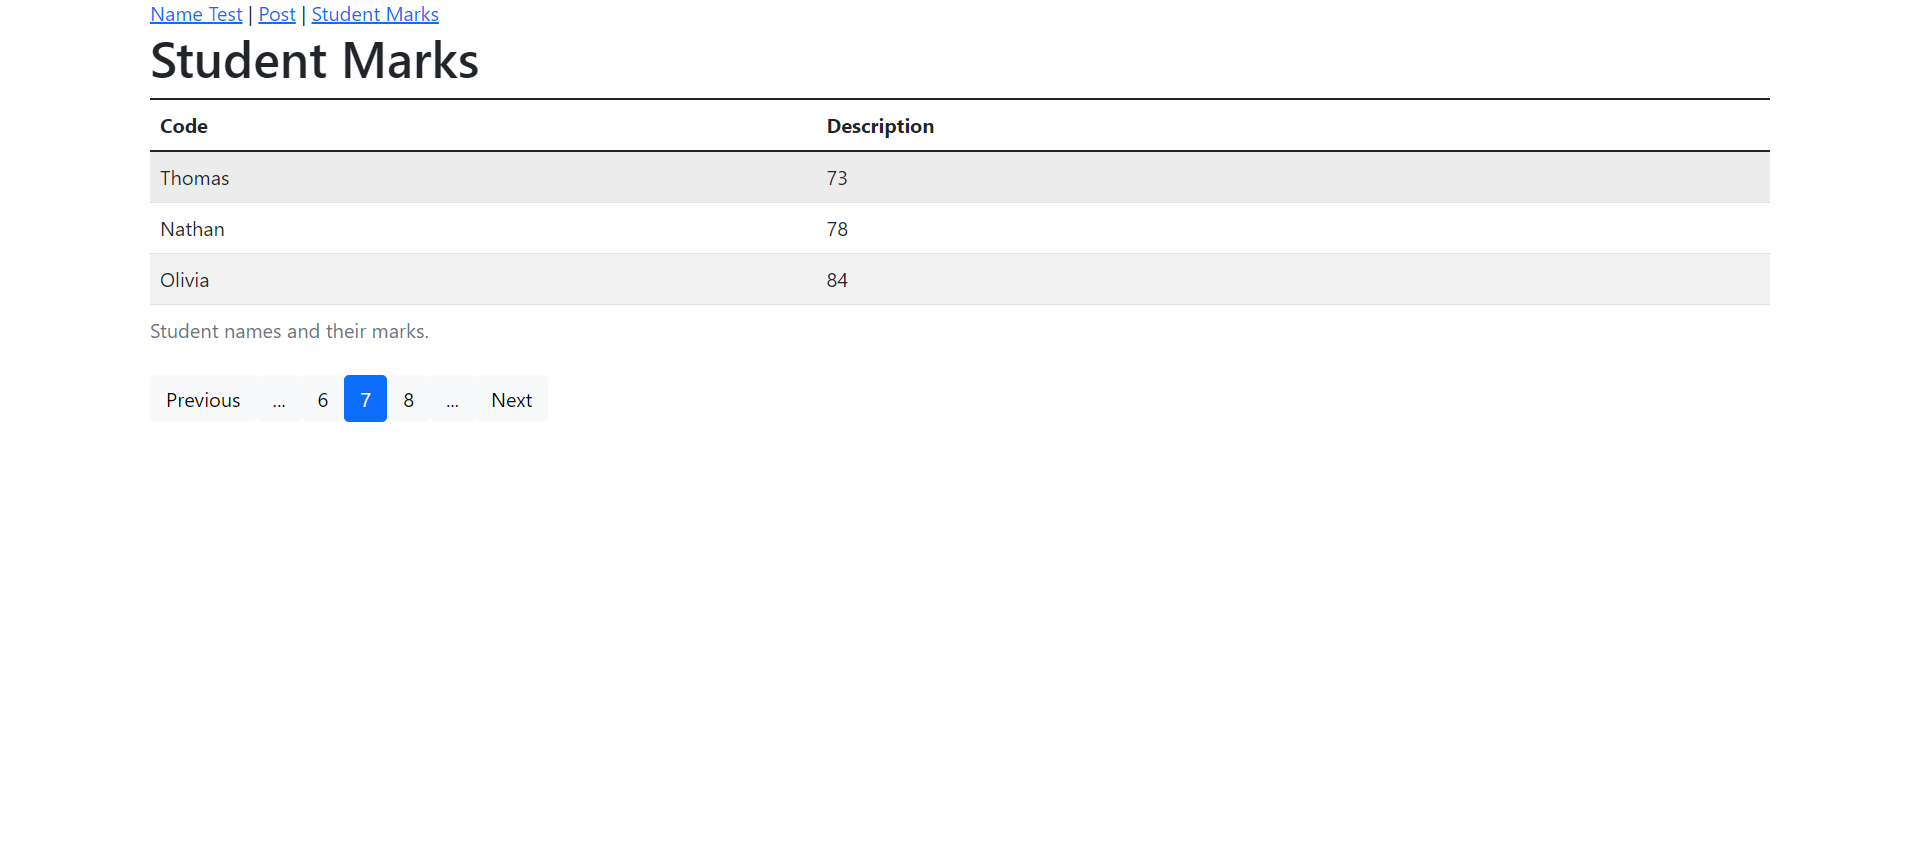 Name Test | Post | Student Marks
Student Marks
Code Description
Thomas 73
Nathan 78
Olivia 84
Student names and their marks.
Previous ... 6 7 8 ... Next